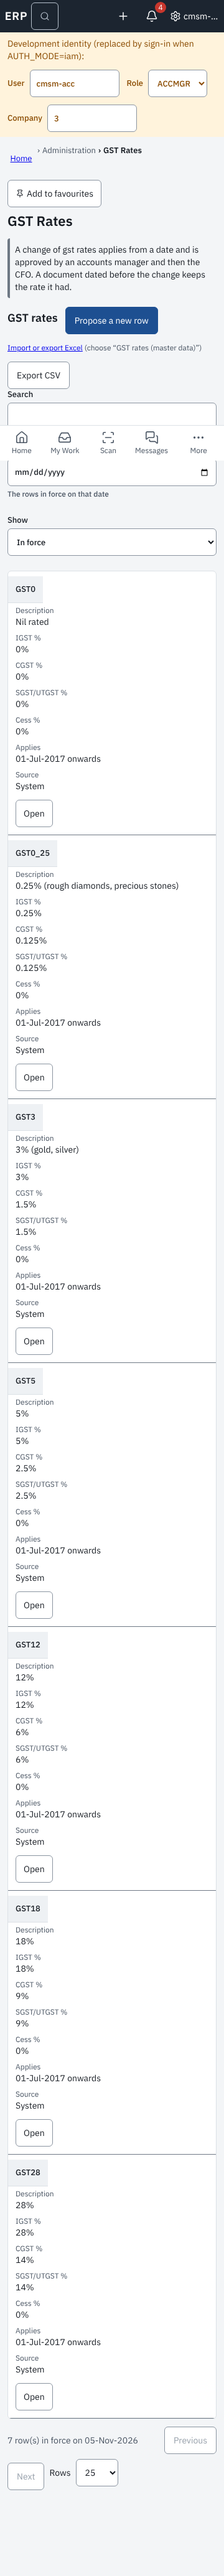 ERP
4
cmsm-...
Development identity (replaced by sign-in when
AUTH_MODE=iam):
User cmsm-acc Role ACCMGR
Company 3
Home › Administration › GST Rates
Add to favourites
GST Rates
A change of gst rates applies from a date and is
approved by an accounts manager and then the
CFO. A document dated before the change keeps
the rate it had.
GST rates Propose a new row
Import or export Excel (choose “GST rates (master data)”)
Export CSV
Search
Home My Work Scan Messages More
mm/dd/yyyy
The rows in force on that date
Show
In force
GST0
Description
Nil rated
IGST %
0%
CGST %
0%
SGST/UTGST %
0%
Cess %
0%
Applies
01-Jul-2017 onwards
Source
System
Open
GST0_25
Description
0.25% (rough diamonds, precious stones)
IGST %
0.25%
CGST %
0.125%
SGST/UTGST %
0.125%
Cess %
0%
Applies
01-Jul-2017 onwards
Source
System
Open
GST3
Description
3% (gold, silver)
IGST %
3%
CGST %
1.5%
SGST/UTGST %
1.5%
Cess %
0%
Applies
01-Jul-2017 onwards
Source
System
Open
GST5
Description
5%
IGST %
5%
CGST %
2.5%
SGST/UTGST %
2.5%
Cess %
0%
Applies
01-Jul-2017 onwards
Source
System
Open
GST12
Description
12%
IGST %
12%
CGST %
6%
SGST/UTGST %
6%
Cess %
0%
Applies
01-Jul-2017 onwards
Source
System
Open
GST18
Description
18%
IGST %
18%
CGST %
9%
SGST/UTGST %
9%
Cess %
0%
Applies
01-Jul-2017 onwards
Source
System
Open
GST28
Description
28%
IGST %
28%
CGST %
14%
SGST/UTGST %
14%
Cess %
0%
Applies
01-Jul-2017 onwards
Source
System
Open
7 row(s) in force on 05-Nov-2026 Previous
Next Rows 25